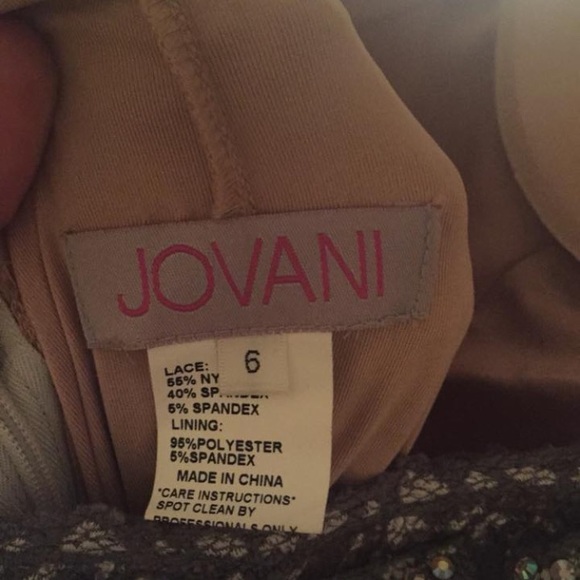 JOVANI
6
LACE:
55% NY
40% SP
5% SPANDEX
LINING:
95%POLYESTER
5%SPANDEX
MADE IN CHINA
*CARE INSTRUCTIONS*
SPOT CLEAN BY
PROFESSIONALS ONLY